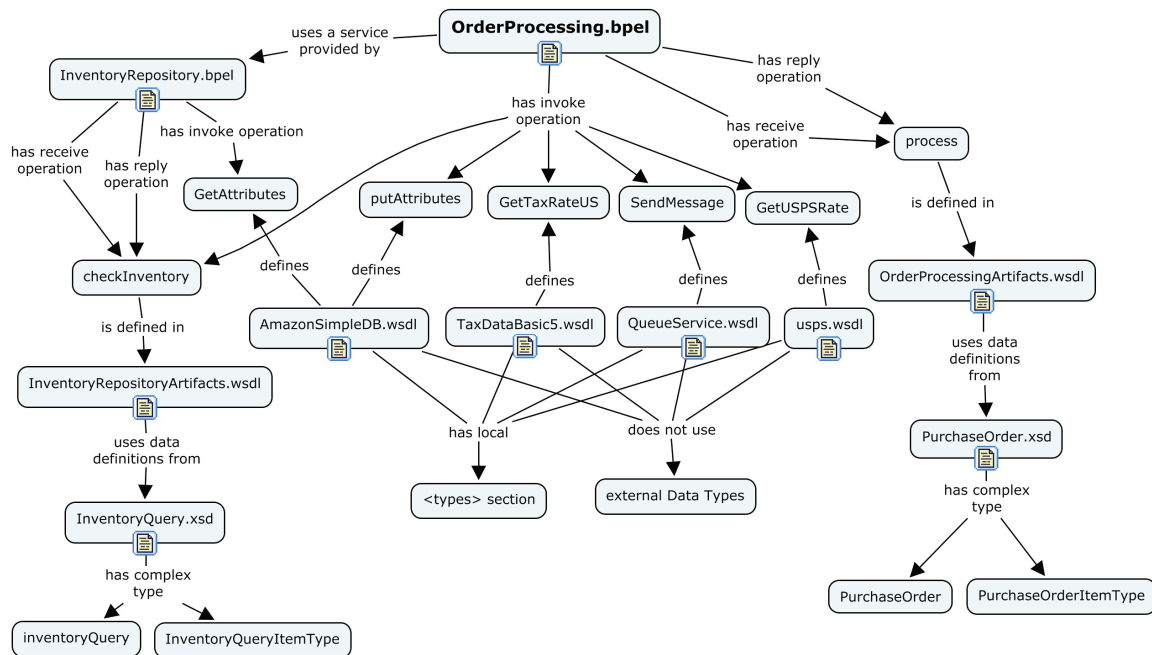 OrderProcessing.bpel
uses a service
provided by
InventoryRepository.bpel
has reply
operation
has invoke
operation
has receive
operation
has invoke operation
process
has receive
operation
has reply
operation
GetAttributes
putAttributes
GetTaxRateUS
SendMessage
GetUSPSRate
is defined in
checkInventory
defines
defines
defines
defines
defines
OrderProcessingArtifacts.wsdl
is defined in
AmazonSimpleDB.wsdl
TaxDataBasic5.wsdl
QueueService.wsdl
usps.wsdl
uses data
definitions
from
InventoryRepositoryArtifacts.wsdl
has local
does not use
PurchaseOrder.xsd
uses data
definitions from
<types> section
external Data Types
has complex
type
InventoryQuery.xsd
has complex
type
PurchaseOrder
PurchaseOrderItemType
inventoryQuery
InventoryQueryItemType